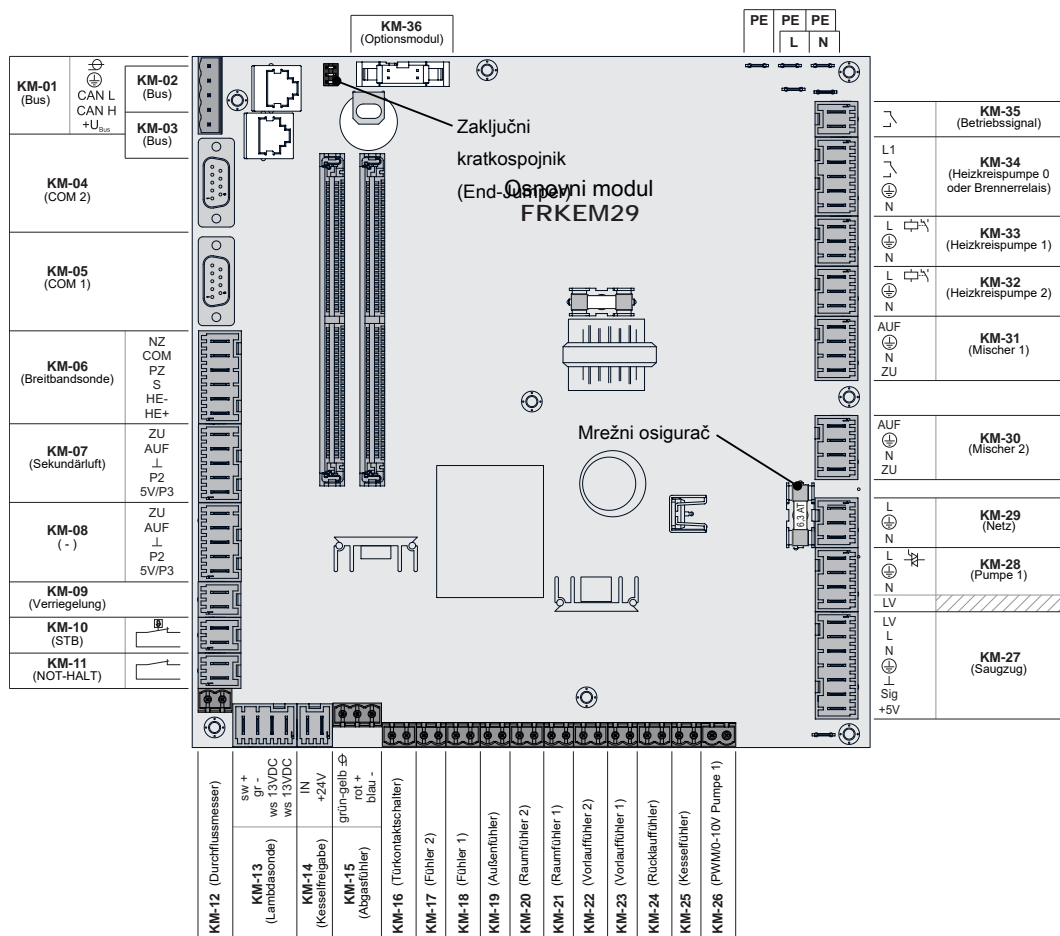 KM-36
(Optionsmodul)
PE
PE
PE
L
N
KM-01
(Bus)
CAN L
CAN H
+UBus
KM-02
(Bus)
KM-03
(Bus)
KM-04
(COM 2)
KM-05
(COM 1)
KM-06
(Breitbandsonde)
NZ
COM
PZ
S
HE-
HE+
KM-07
(Sekundärluft)
ZU
AUF
⊥
P2
5V/P3
KM-08
( - )
ZU
AUF
⊥
P2
5V/P3
KM-09
(Verriegelung)
KM-10
(STB)
KM-11
(NOT-HALT)
Zaključni
kratkospojnik
(End-Jumper)
Osnovni modul
FRKEM29
Mrežni osigurač
6,3 AT
KM-35
(Betriebssignal)
L1
N
KM-34
(Heizkreispumpe 0
oder Brennerrelais)
L
N
KM-33
(Heizkreispumpe 1)
L
N
KM-32
(Heizkreispumpe 2)
AUF
N
ZU
KM-31
(Mischer 1)
AUF
N
ZU
KM-30
(Mischer 2)
L
N
KM-29
(Netz)
L
N
LV
KM-28
(Pumpe 1)
LV
L
N
⊥
Sig
+5V
KM-27
(Saugzug)
KM-12 (Durchflussmesser)
sw +
gr -
ws 13VDC
ws 13VDC
KM-13
(Lambdasonde)
IN
+24V
KM-14
(Kesselfreigabe)
grün-gelb
rot +
blau -
KM-15
(Abgasfühler)
KM-16 (Türkontaktschalter)
KM-17 (Fühler 2)
KM-18 (Fühler 1)
KM-19 (Außenfühler)
KM-20 (Raumfühler 2)
KM-21 (Raumfühler 1)
KM-22 (Vorlauffühler 2)
KM-23 (Vorlauffühler 1)
KM-24 (Rücklauffühler)
KM-25 (Kesselfühler)
KM-26 (PWM/0-10V Pumpe 1)